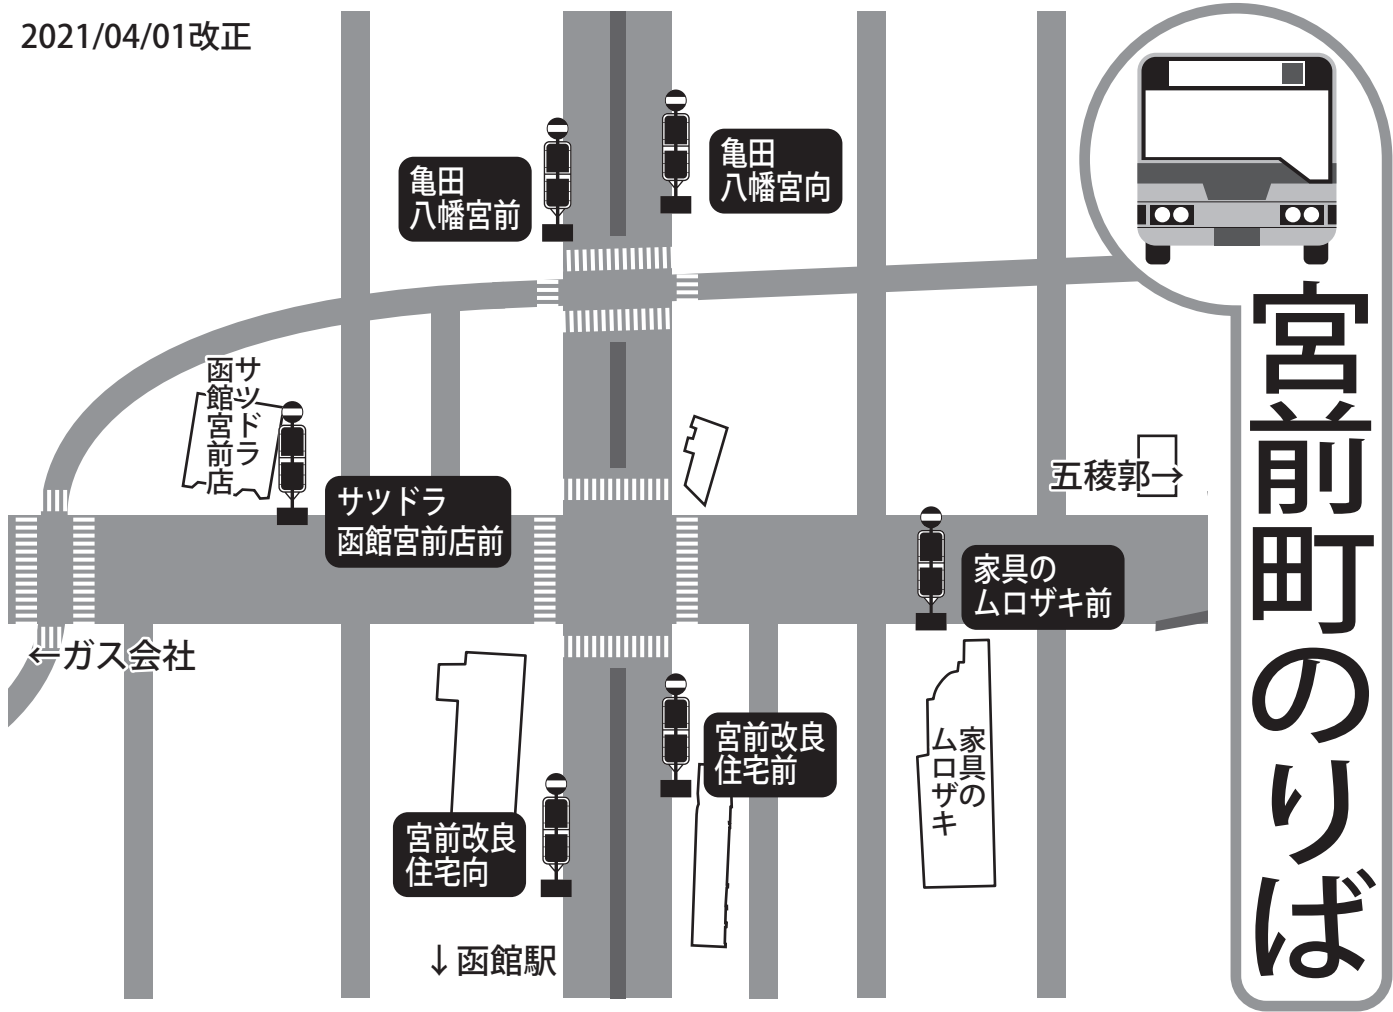 2021/04/01改正
宮前町のりば
亀田
八幡宮前
亀田
八幡宮向
サツドラ
函館宮前店
サツドラ
函館宮前店前
五稜郭→
家具の
ムロザキ前
←ガス会社
家具の
ムロザキ
宮前改良
住宅前
宮前改良
住宅向
↓函館駅